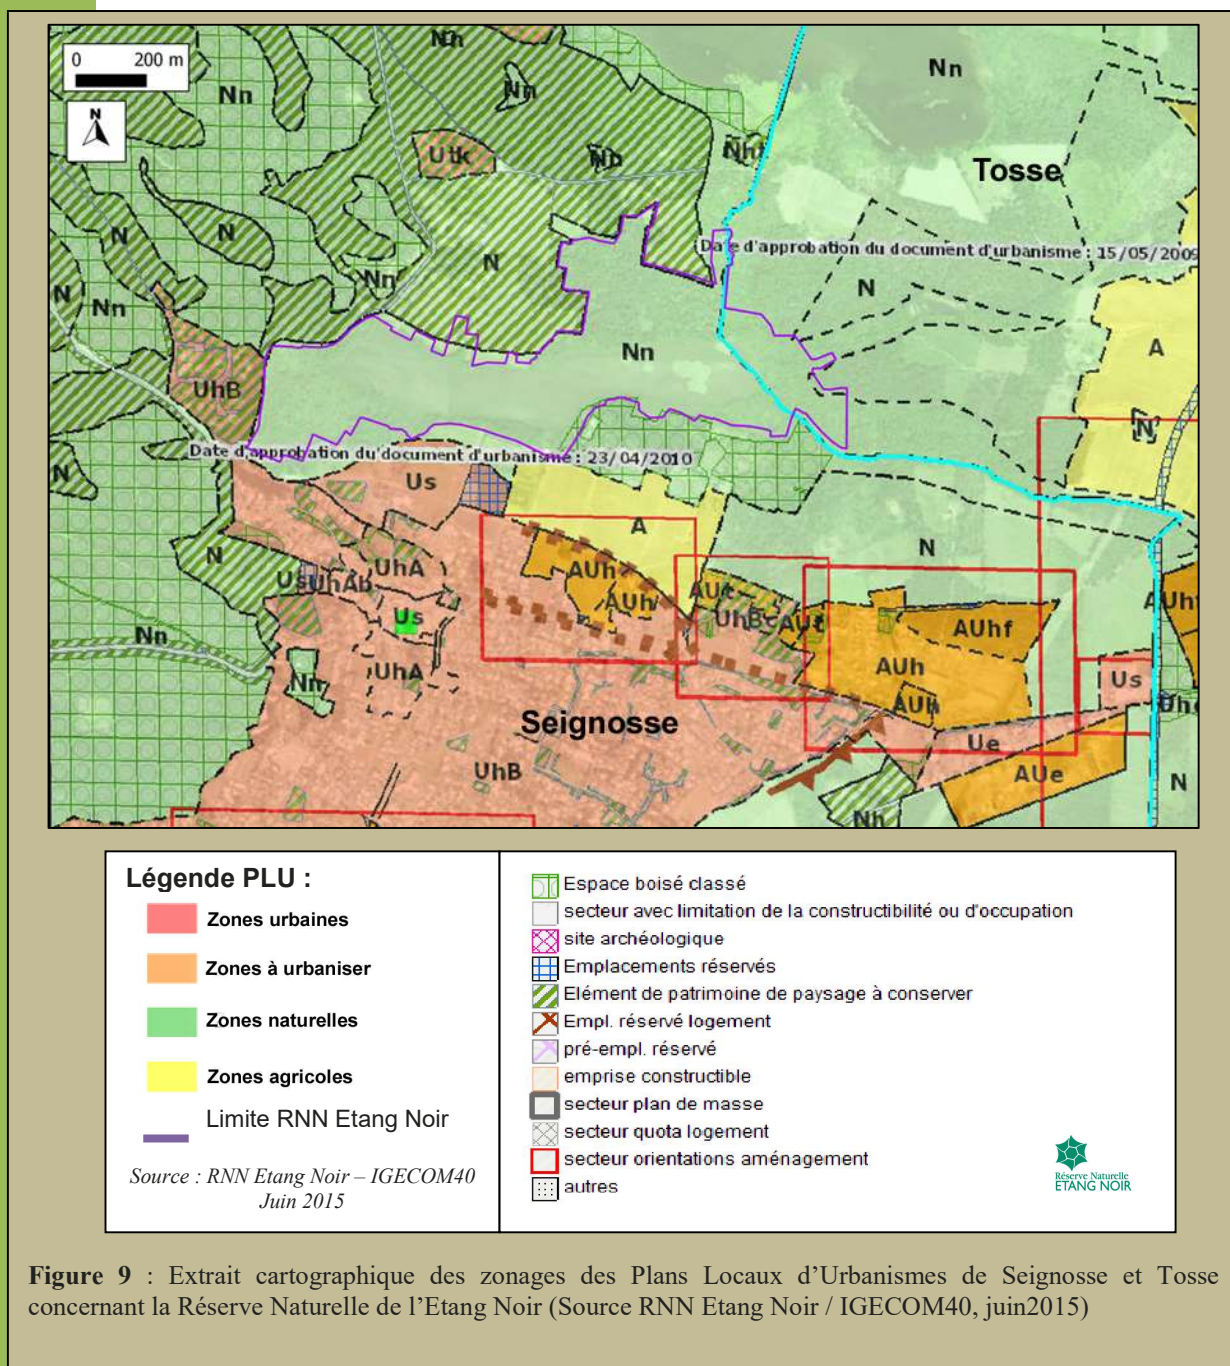 0 200 m
N
Nn
Nn
Nn
Nn
Nhf
Utk
Nn
Tosse
Date d'approbation du document d'urbanisme : 15/05/2009
N
N
N
N
Nn
N
Nn
N
Nn
A
UhB
N
Date d'approbation du document d'urbanisme : 23/04/2010
N
Us
A
N
N
UhA
Us
UhAb
AUh
AUh
AUt
UhBc
AUt
AUhf
AUhf
Us
Nn
Nn
UhA
AUh
AUh
Us
Seignosse
Ue
UhB
AUe
N
Nh
Légende PLU :
Zones urbaines
Zones à urbaniser
Zones naturelles
Zones agricoles
Limite RNN Etang Noir
Source : RNN Etang Noir – IGECOM40
Juin 2015
Espace boisé classé
secteur avec limitation de la constructibilité ou d'occupation
site archéologique
Emplacements réservés
Elément de patrimoine de paysage à conserver
Empl. réservé logement
pré-empl. réservé
emprise constructible
secteur plan de masse
secteur quota logement
secteur orientations aménagement
autres
Réserve Naturelle
ETANG NOIR
Figure 9 : Extrait cartographique des zonages des Plans Locaux d'Urbanismes de Seignosse et Tosse
concernant la Réserve Naturelle de l'Etang Noir (Source RNN Etang Noir / IGECOM40, juin2015)